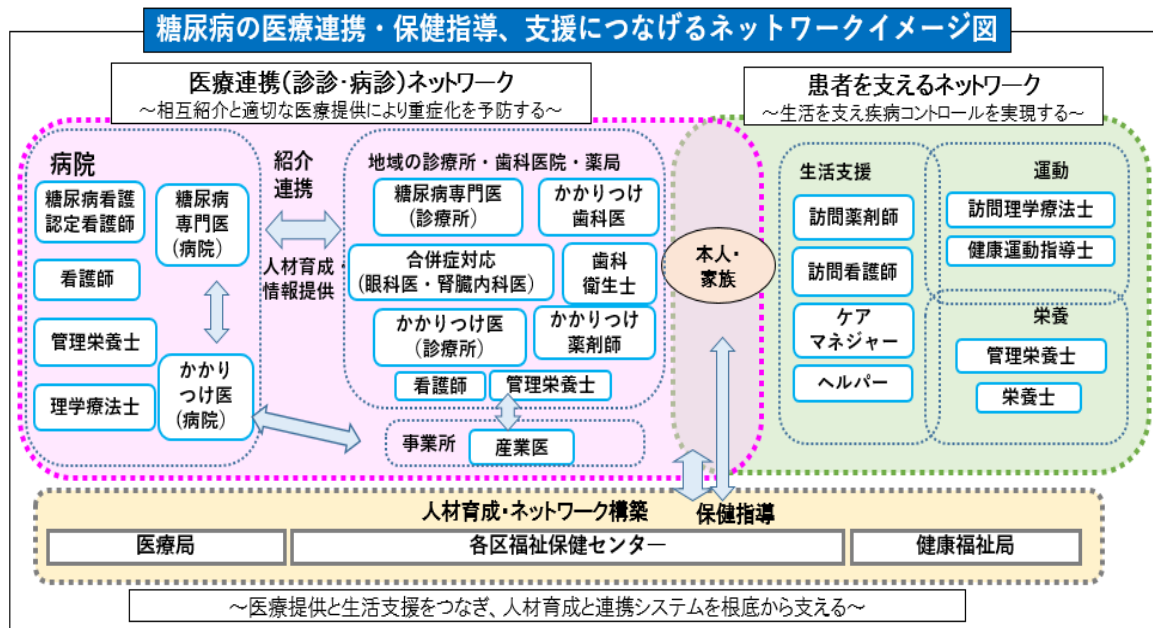 糖尿病の医療連携・保健指導、支援につなげるネットワークイメージ図
医療連携(診診・病診)ネットワーク
～相互紹介と適切な医療提供により重症化を予防する～
患者を支えるネットワーク
～生活を支え疾病コントロールを実現する～
病院
糖尿病看護
認定看護師
糖尿病
専門医
(病院)
看護師
管理栄養士
理学療法士
かかり
つけ医
(病院)
紹介
連携
人材育成・
情報提供
地域の診療所・歯科医院・薬局
糖尿病専門医
(診療所)
かかりつけ
歯科医
合併症対応
(眼科医・腎臓内科医)
歯科
衛生士
かかりつけ医
(診療所)
かかりつけ
薬剤師
看護師
管理栄養士
事業所
産業医
本人・
家族
生活支援
訪問薬剤師
訪問看護師
ケア
マネジャー
ヘルパー
運動
訪問理学療法士
健康運動指導士
栄養
管理栄養士
栄養士
人材育成・ネットワーク構築
保健指導
医療局
各区福祉保健センター
健康福祉局
～医療提供と生活支援をつなぎ、人材育成と連携システムを根底から支える～